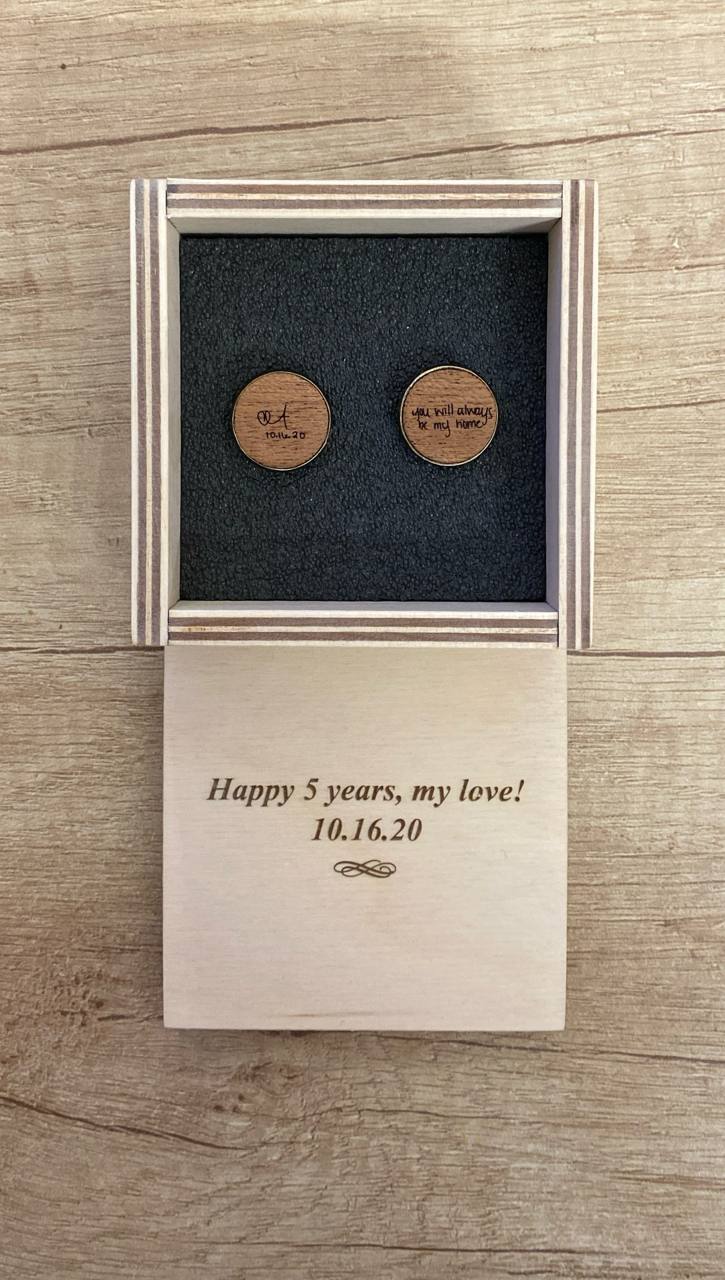 A
10.16.20
you will always
be my home
Happy 5 years, my love!
10.16.20